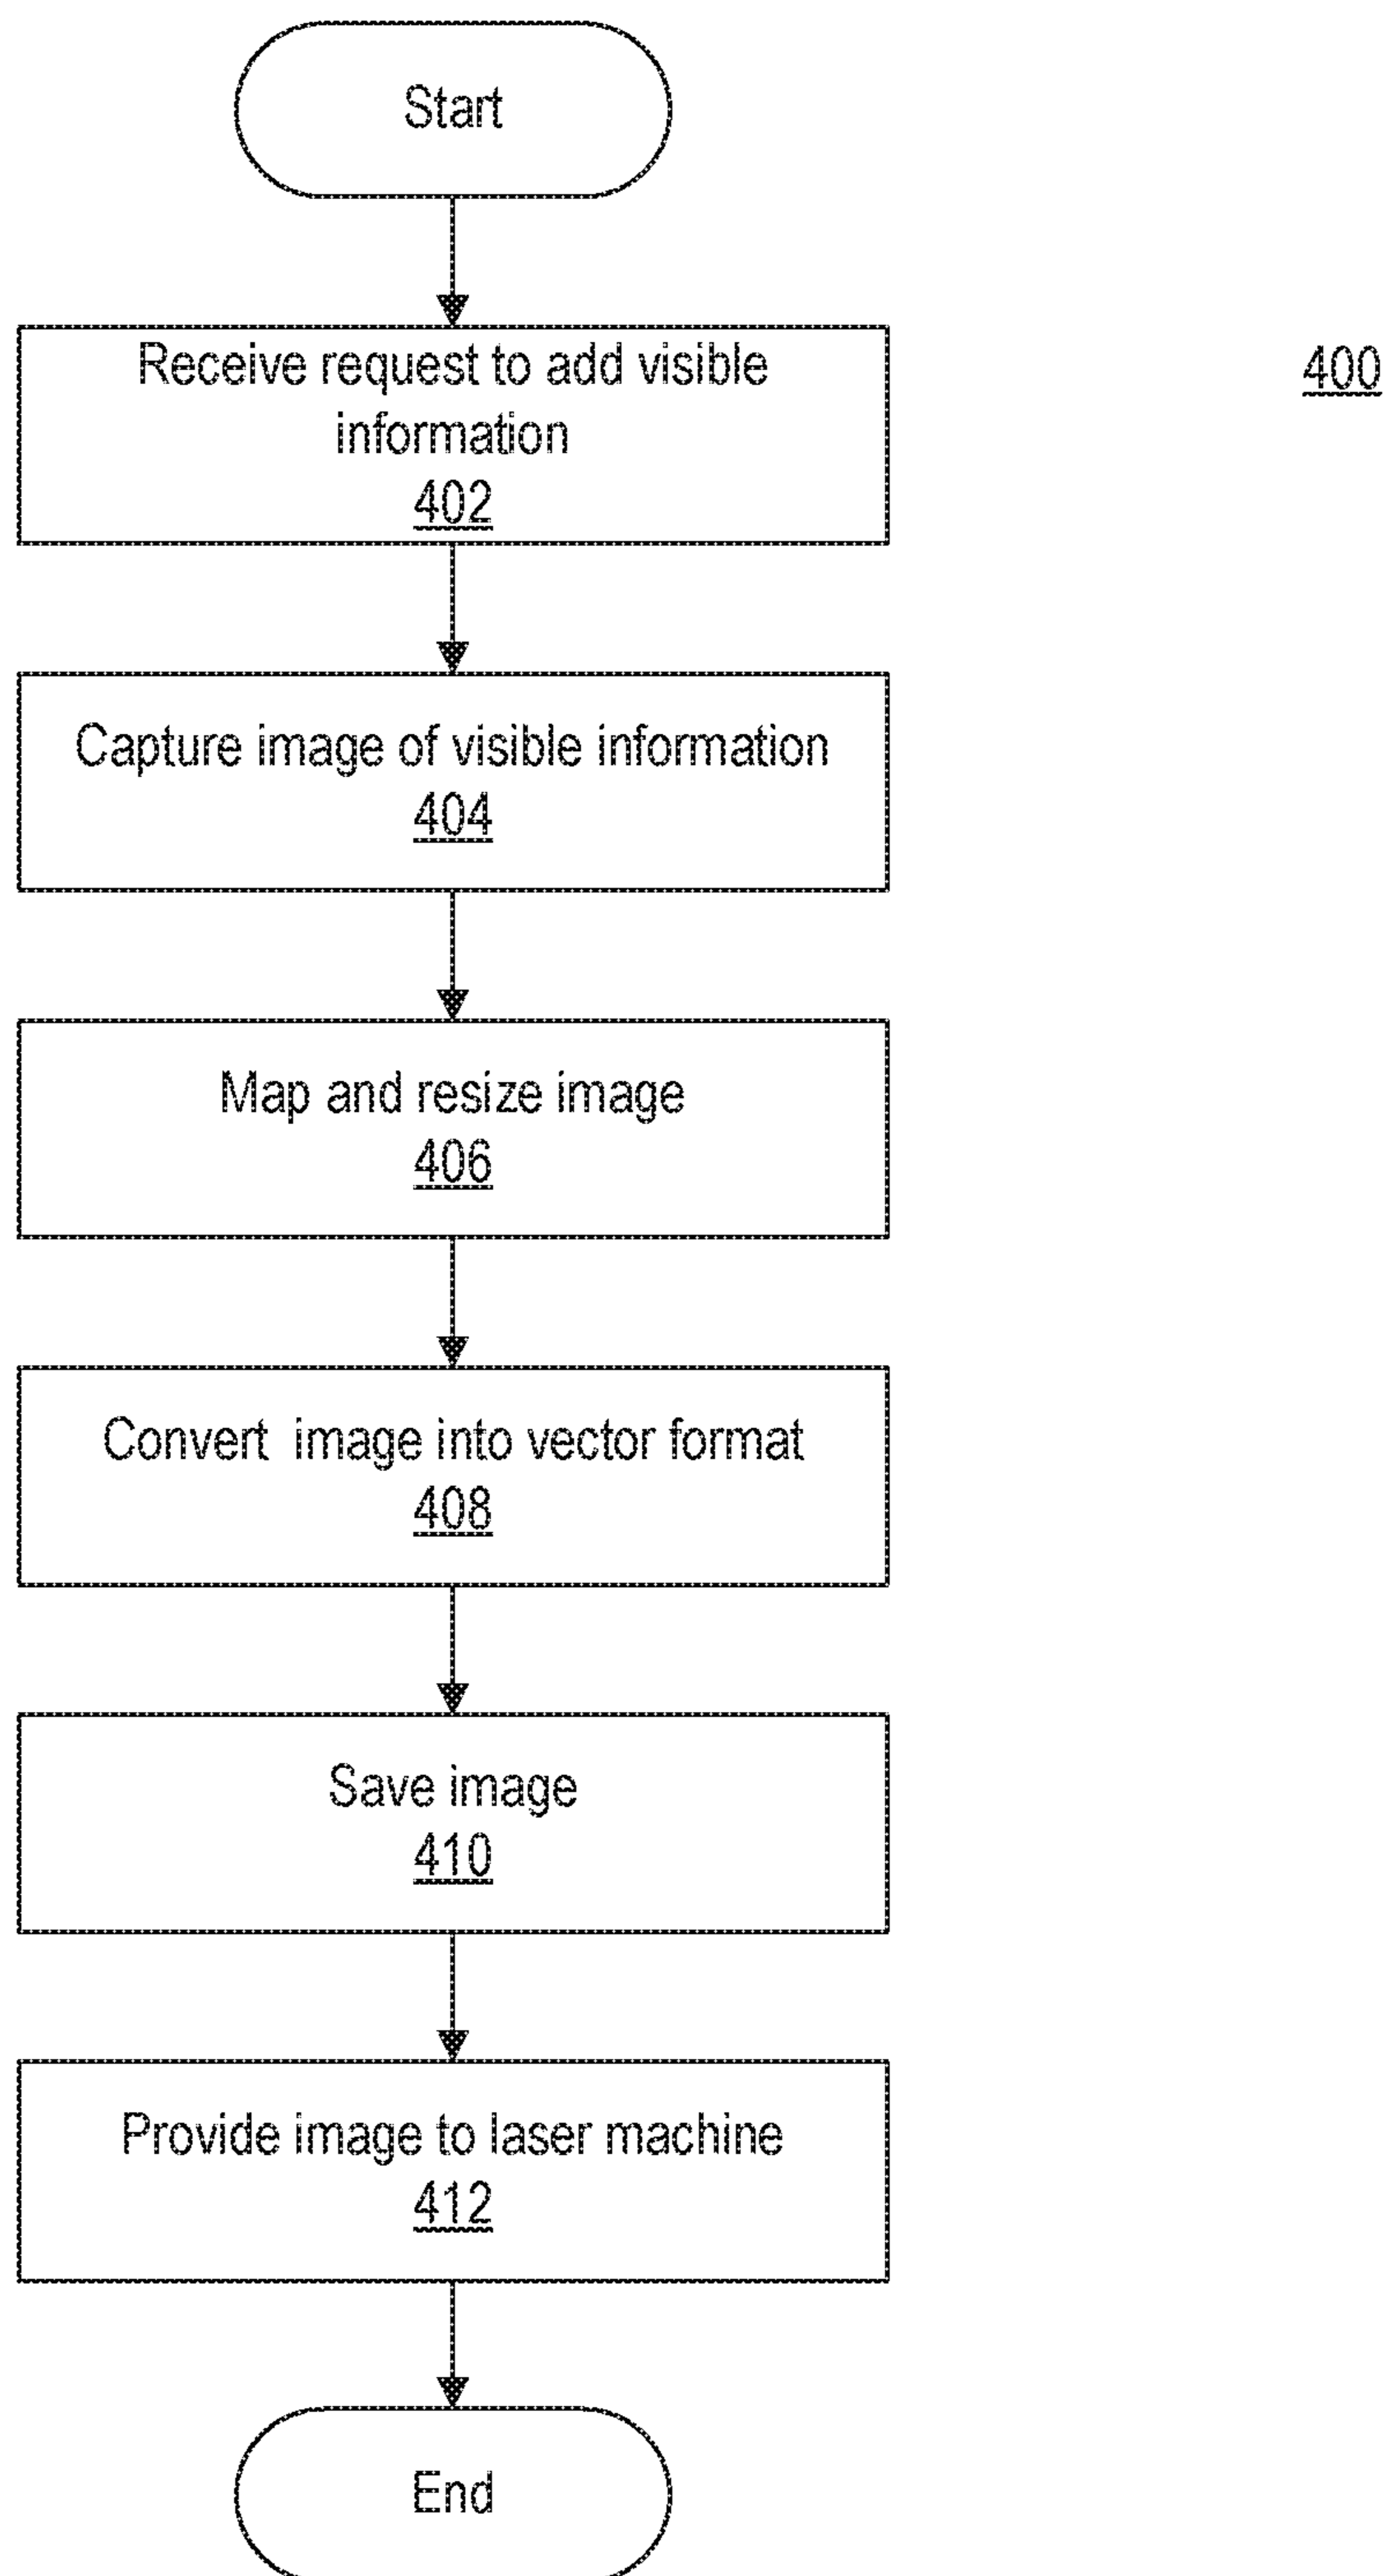 Start
Receive request to add visible
information
402
400
Capture image of visible information
404
Map and resize image
406
Convert image into vector format
408
Save image
410
Provide image to laser machine
412
End